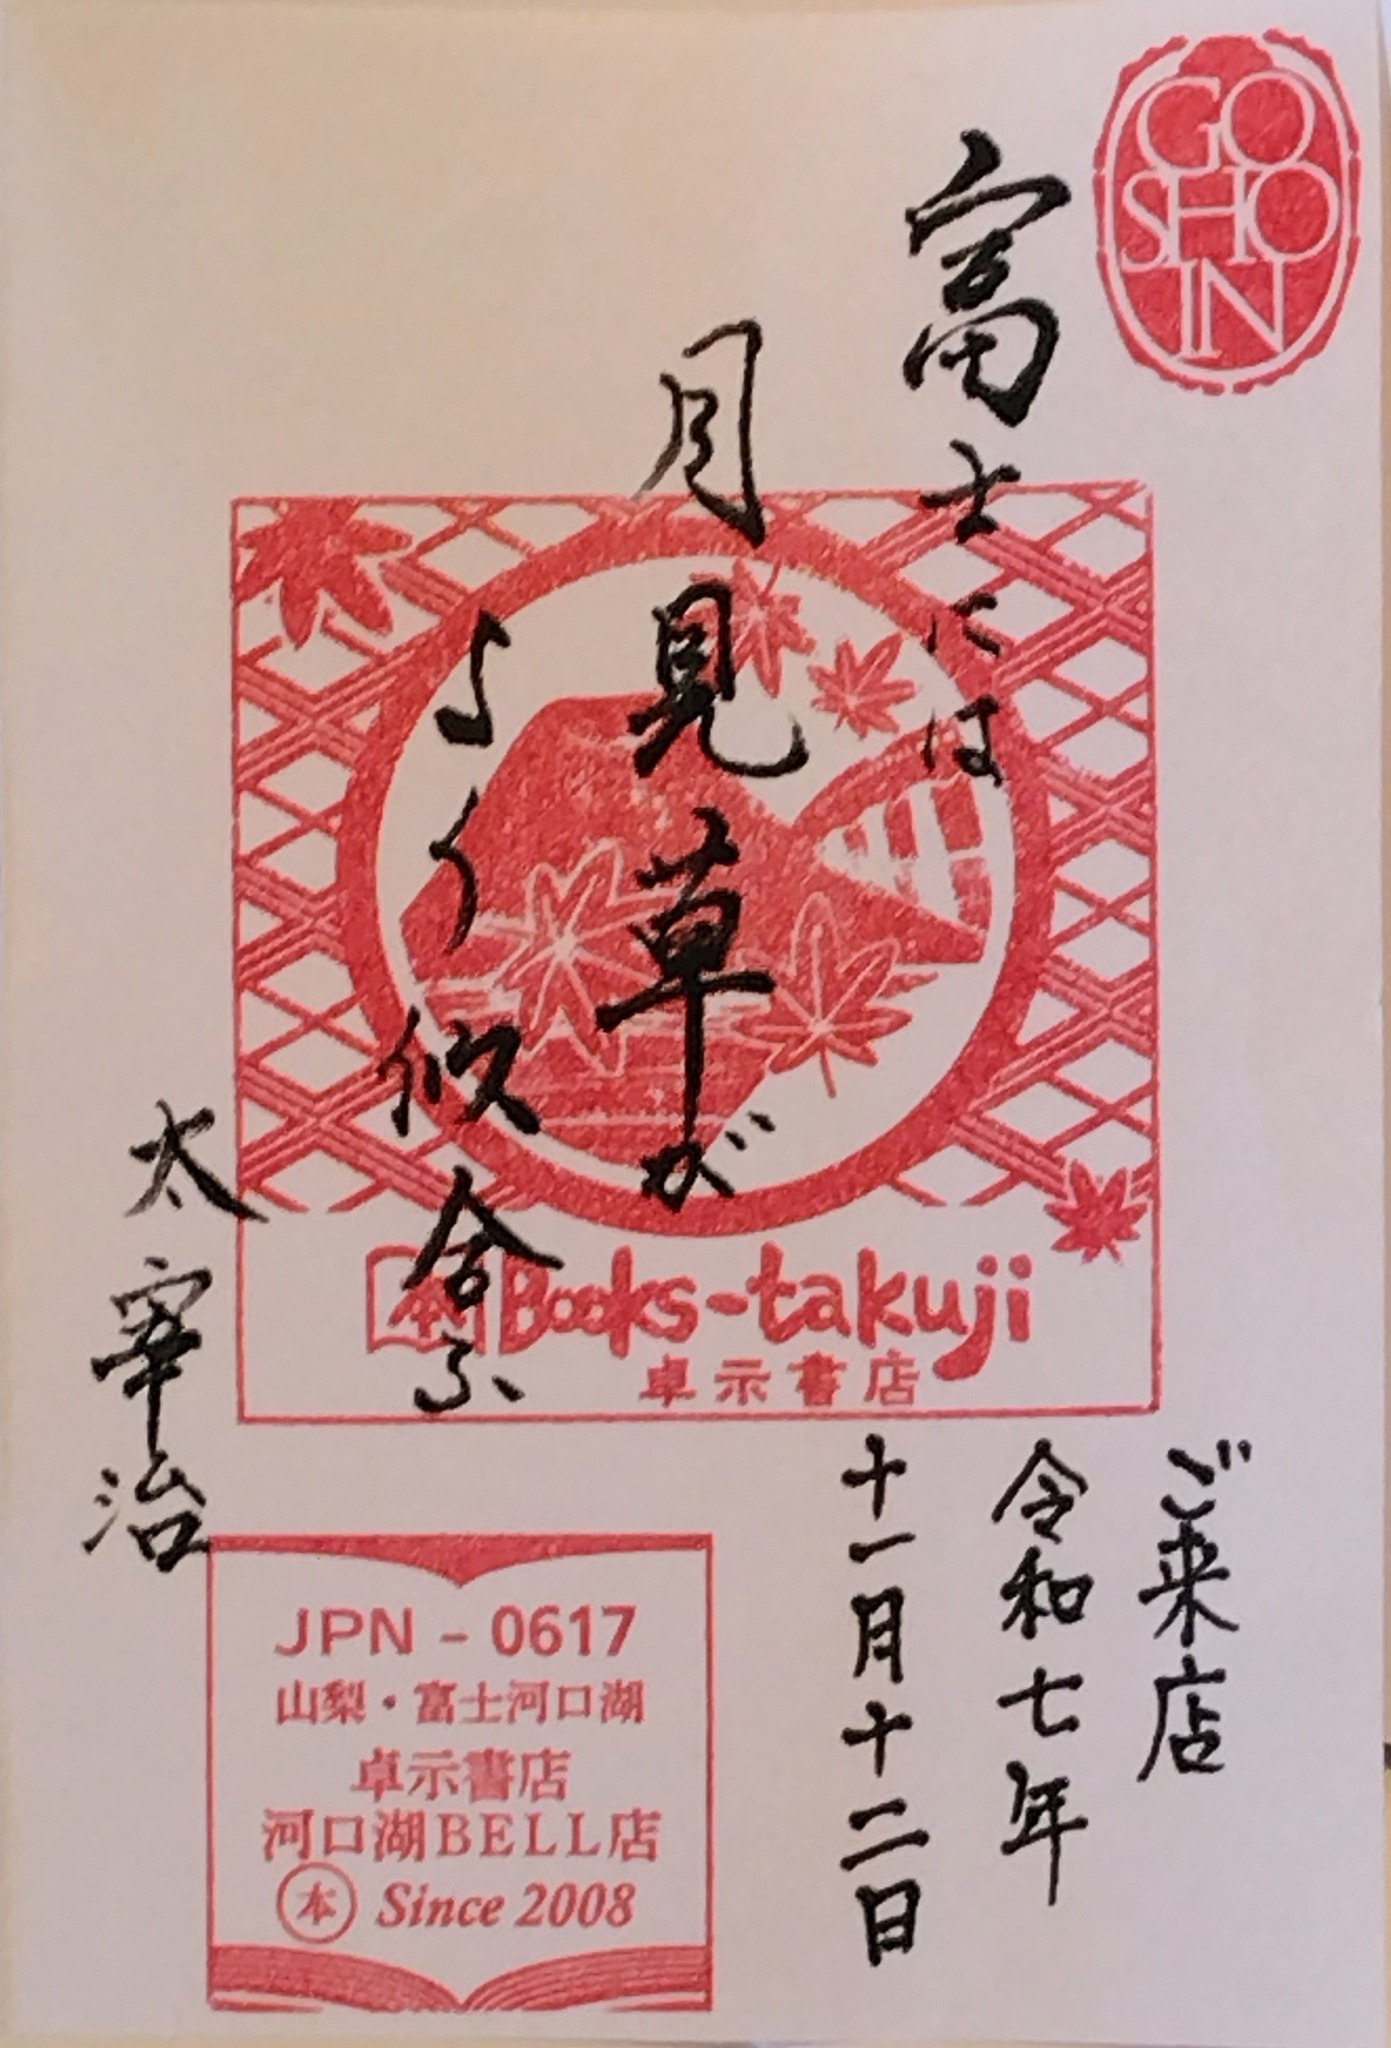 GO
SHO
IN
富士には
月見草が
よく似合ふ
太宰治
本 Books-takuji
卓示書店
ご来店
令和七年
十一月十二日
JPN - 0617
山梨・富士河口湖
卓示書店
河口湖BELL店
本 Since 2008